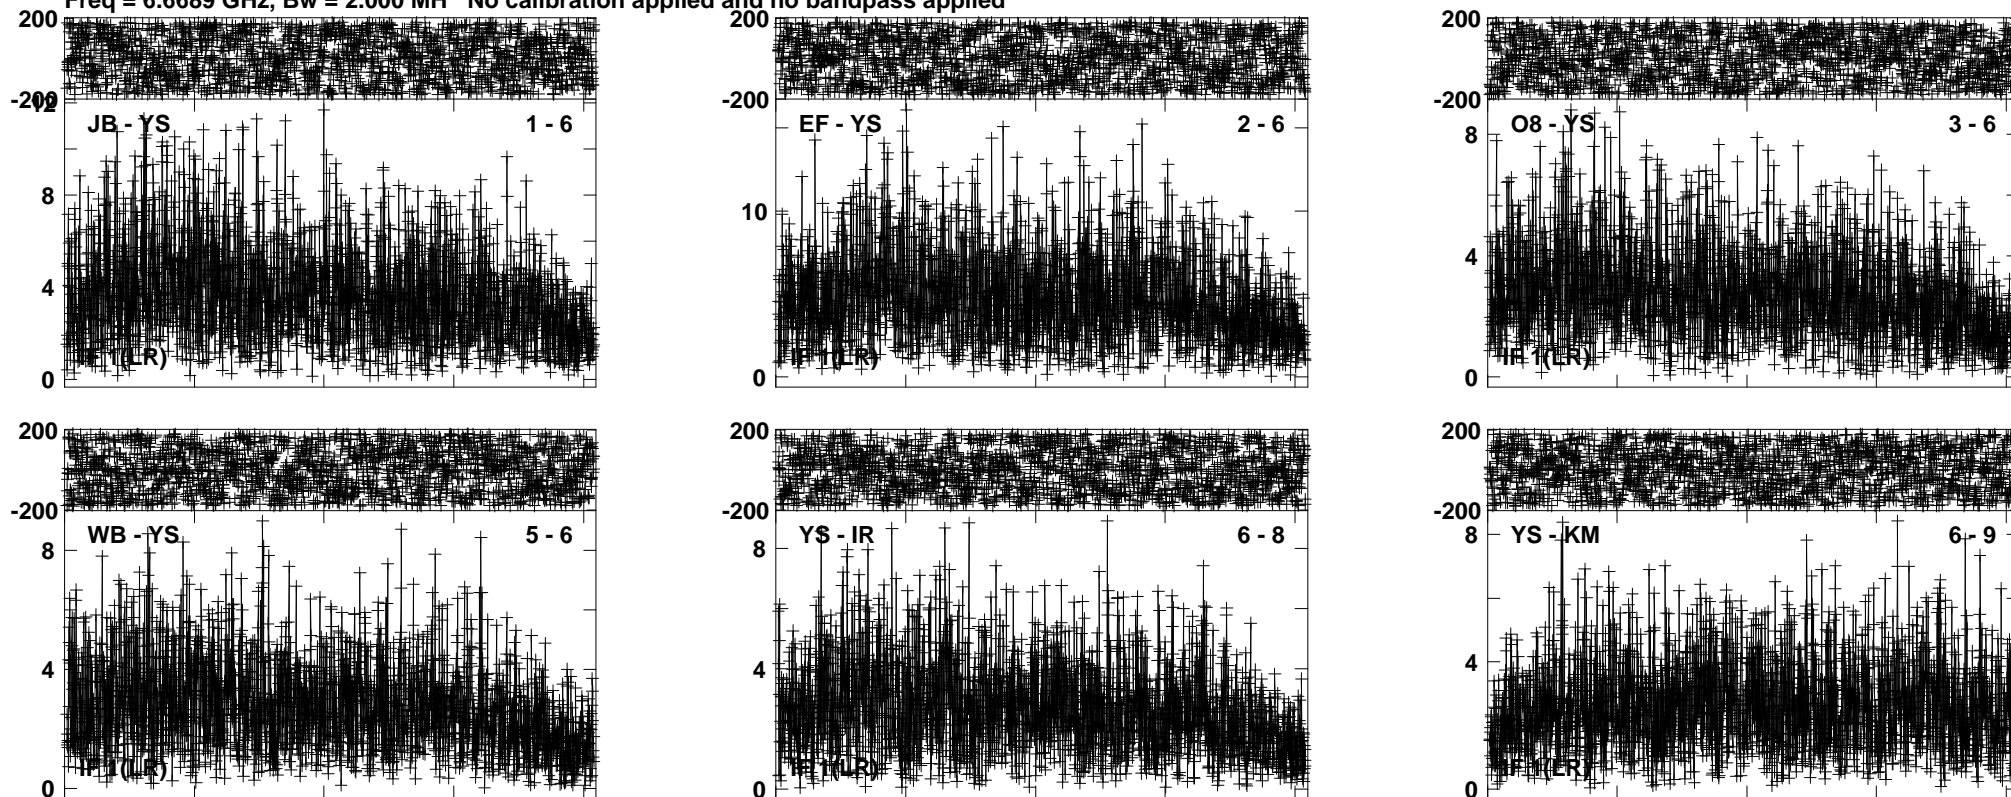 Freq = 6.6689 GHz, Bw = 2.000 MH No calibration applied and no bandpass applied
200
-200
12
8
4
0
JB - YS
1 - 6
IF 1(LR)
200
-200
10
0
EF - YS
2 - 6
IF 1(LR)
200
-200
8
4
0
O8 - YS
3 - 6
IF 1(LR)
200
-200
8
4
0
WB - YS
5 - 6
IF 1(LR)
200
-200
8
4
0
YS - IR
6 - 8
IF 1(LR)
200
-200
8
4
0
YS - KM
6 - 9
IF 1(LR)